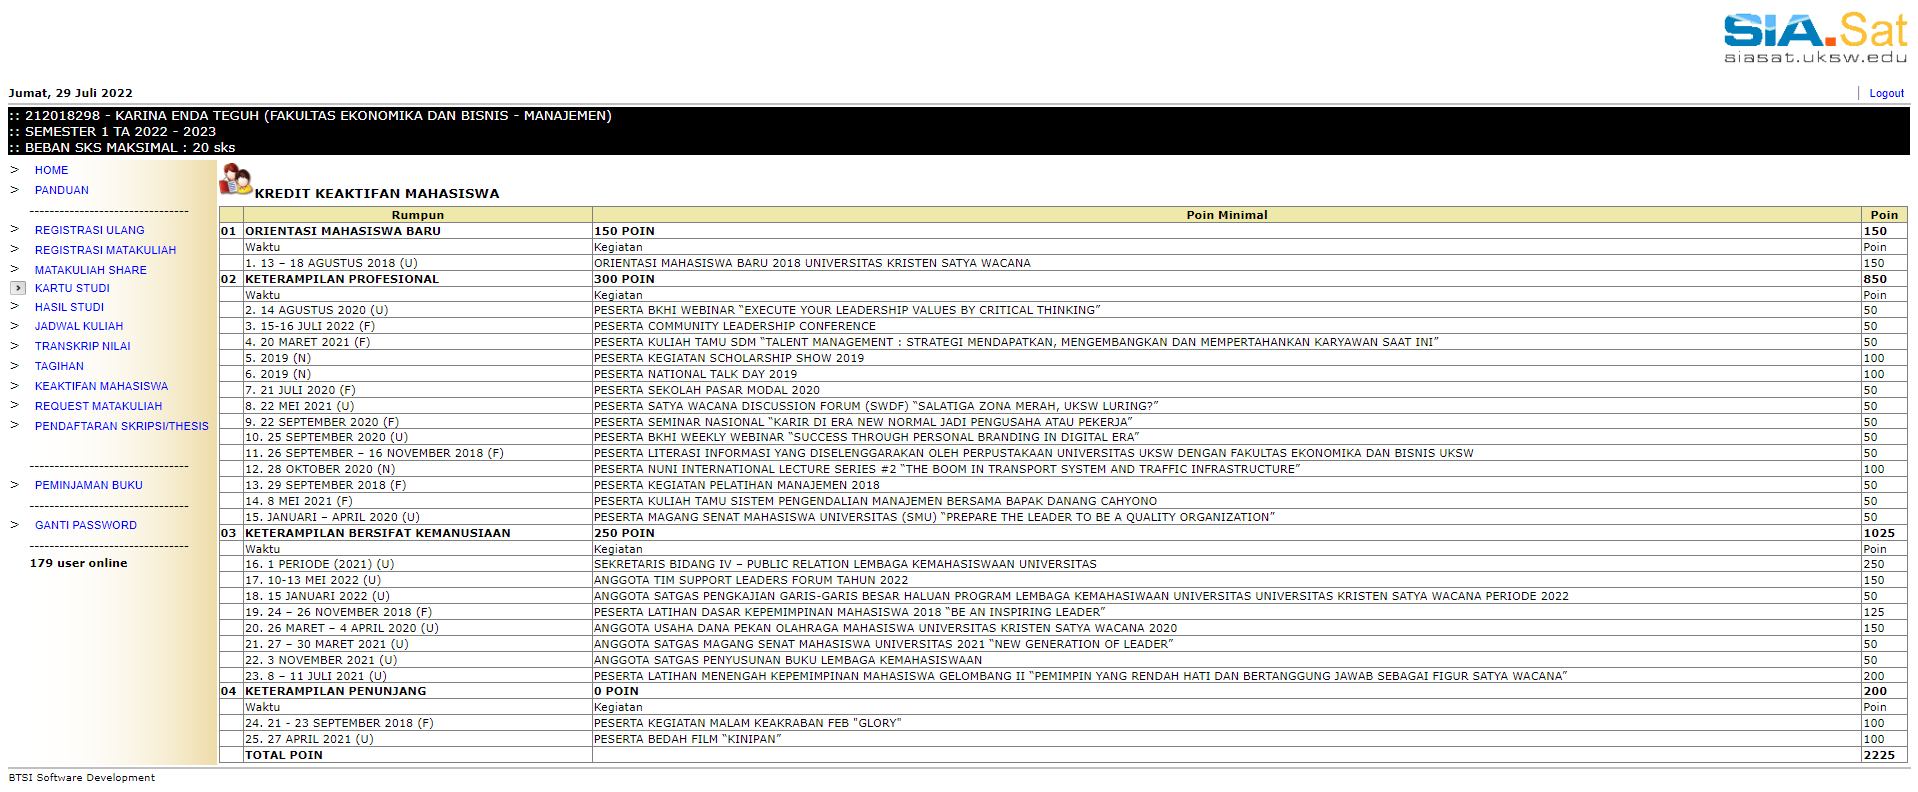 SIA.Sat
siasat.uksw.edu
Jumat, 29 Juli 2022
| Logout
:: 212018298 - KARINA ENDA TEGUH (FAKULTAS EKONOMIKA DAN BISNIS - MANAJEMEN)
:: SEMESTER 1 TA 2022 - 2023
:: BEBAN SKS MAKSIMAL : 20 sks
> HOME
> PANDUAN
--------------------------------
> REGISTRASI ULANG
> REGISTRASI MATAKULIAH
> MATAKULIAH SHARE
> KARTU STUDI
> HASIL STUDI
> JADWAL KULIAH
> TRANSKRIP NILAI
> TAGIHAN
> KEAKTIFAN MAHASISWA
> REQUEST MATAKULIAH
> PENDAFTARAN SKRIPSI/THESIS
--------------------------------
> PEMINJAMAN BUKU
--------------------------------
> GANTI PASSWORD
--------------------------------
179 user online
KREDIT KEAKTIFAN MAHASISWA
Rumpun Poin Minimal Poin
01 ORIENTASI MAHASISWA BARU 150 POIN 150
Waktu Kegiatan Poin
1. 13 – 18 AGUSTUS 2018 (U) ORIENTASI MAHASISWA BARU 2018 UNIVERSITAS KRISTEN SATYA WACANA 150
02 KETERAMPILAN PROFESIONAL 300 POIN 850
Waktu Kegiatan Poin
2. 14 AGUSTUS 2020 (U) PESERTA BKHI WEBINAR “EXECUTE YOUR LEADERSHIP VALUES BY CRITICAL THINKING” 50
3. 15-16 JULI 2022 (F) PESERTA COMMUNITY LEADERSHIP CONFERENCE 50
4. 20 MARET 2021 (F) PESERTA KULIAH TAMU SDM “TALENT MANAGEMENT : STRATEGI MENDAPATKAN, MENGEMBANGKAN DAN MEMPERTAHANKAN KARYAWAN SAAT INI” 50
5. 2019 (N) PESERTA KEGIATAN SCHOLARSHIP SHOW 2019 100
6. 2019 (N) PESERTA NATIONAL TALK DAY 2019 100
7. 21 JULI 2020 (F) PESERTA SEKOLAH PASAR MODAL 2020 50
8. 22 MEI 2021 (U) PESERTA SATYA WACANA DISCUSSION FORUM (SWDF) “SALATIGA ZONA MERAH, UKSW LURING?” 50
9. 22 SEPTEMBER 2020 (F) PESERTA SEMINAR NASIONAL “KARIR DI ERA NEW NORMAL JADI PENGUSAHA ATAU PEKERJA” 50
10. 25 SEPTEMBER 2020 (U) PESERTA BKHI WEEKLY WEBINAR “SUCCESS THROUGH PERSONAL BRANDING IN DIGITAL ERA” 50
11. 26 SEPTEMBER – 16 NOVEMBER 2018 (F) PESERTA LITERASI INFORMASI YANG DISELENGGARAKAN OLEH PERPUSTAKAAN UNIVERSITAS UKSW DENGAN FAKULTAS EKONOMIKA DAN BISNIS UKSW 50
12. 28 OKTOBER 2020 (N) PESERTA NUNI INTERNATIONAL LECTURE SERIES #2 “THE BOOM IN TRANSPORT SYSTEM AND TRAFFIC INFRASTRUCTURE” 100
13. 29 SEPTEMBER 2018 (F) PESERTA KEGIATAN PELATIHAN MANAJEMEN 2018 50
14. 8 MEI 2021 (F) PESERTA KULIAH TAMU SISTEM PENGENDALIAN MANAJEMEN BERSAMA BAPAK DANANG CAHYONO 50
15. JANUARI – APRIL 2020 (U) PESERTA MAGANG SENAT MAHASISWA UNIVERSITAS (SMU) “PREPARE THE LEADER TO BE A QUALITY ORGANIZATION” 50
03 KETERAMPILAN BERSIFAT KEMANUSIAAN 250 POIN 1025
Waktu Kegiatan Poin
16. 1 PERIODE (2021) (U) SEKRETARIS BIDANG IV – PUBLIC RELATION LEMBAGA KEMAHASISWAAN UNIVERSITAS 250
17. 10-13 MEI 2022 (U) ANGGOTA TIM SUPPORT LEADERS FORUM TAHUN 2022 150
18. 15 JANUARI 2022 (U) ANGGOTA SATGAS PENGKAJIAN GARIS-GARIS BESAR HALUAN PROGRAM LEMBAGA KEMAHASIWAAN UNIVERSITAS UNIVERSITAS KRISTEN SATYA WACANA PERIODE 2022 50
19. 24 – 26 NOVEMBER 2018 (F) PESERTA LATIHAN DASAR KEPEMIMPINAN MAHASISWA 2018 “BE AN INSPIRING LEADER” 125
20. 26 MARET – 4 APRIL 2020 (U) ANGGOTA USAHA DANA PEKAN OLAHRAGA MAHASISWA UNIVERSITAS KRISTEN SATYA WACANA 2020 150
21. 27 – 30 MARET 2021 (U) ANGGOTA SATGAS MAGANG SENAT MAHASISWA UNIVERSITAS 2021 “NEW GENERATION OF LEADER” 50
22. 3 NOVEMBER 2021 (U) ANGGOTA SATGAS PENYUSUNAN BUKU LEMBAGA KEMAHASISWAAN 50
23. 8 – 11 JULI 2021 (U) PESERTA LATIHAN MENENGAH KEPEMIMPINAN MAHASISWA GELOMBANG II “PEMIMPIN YANG RENDAH HATI DAN BERTANGGUNG JAWAB SEBAGAI FIGUR SATYA WACANA” 200
04 KETERAMPILAN PENUNJANG 0 POIN 200
Waktu Kegiatan Poin
24. 21 - 23 SEPTEMBER 2018 (F) PESERTA KEGIATAN MALAM KEAKRABAN FEB "GLORY" 100
25. 27 APRIL 2021 (U) PESERTA BEDAH FILM “KINIPAN” 100
TOTAL POIN 2225
BTSI Software Development